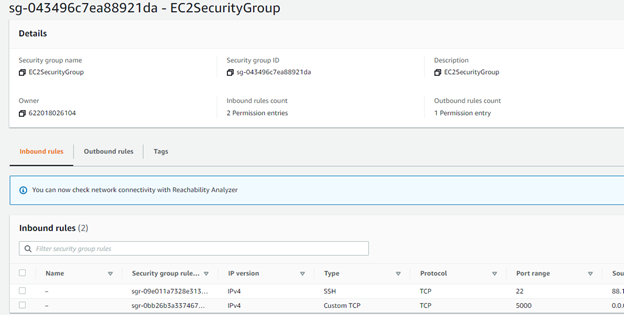 sg-043496c7ea88921da - EC2SecurityGroup
Details
Security group name
EC2SecurityGroup
Security group ID
sg-043496c7ea88921da
Description
EC2SecurityGroup
Owner
622018026104
Inbound rules count
2 Permission entries
Outbound rules count
1 Permission entry
Inbound rules Outbound rules Tags
You can now check network connectivity with Reachability Analyzer
Inbound rules (2)
Filter security group rules
Name Security group rule... IP version Type Protocol Port range Sou
– sgr-09e011a7328e313... IPv4 SSH TCP 22 88.1
– sgr-0bb26b3a337467... IPv4 Custom TCP TCP 5000 0.0.